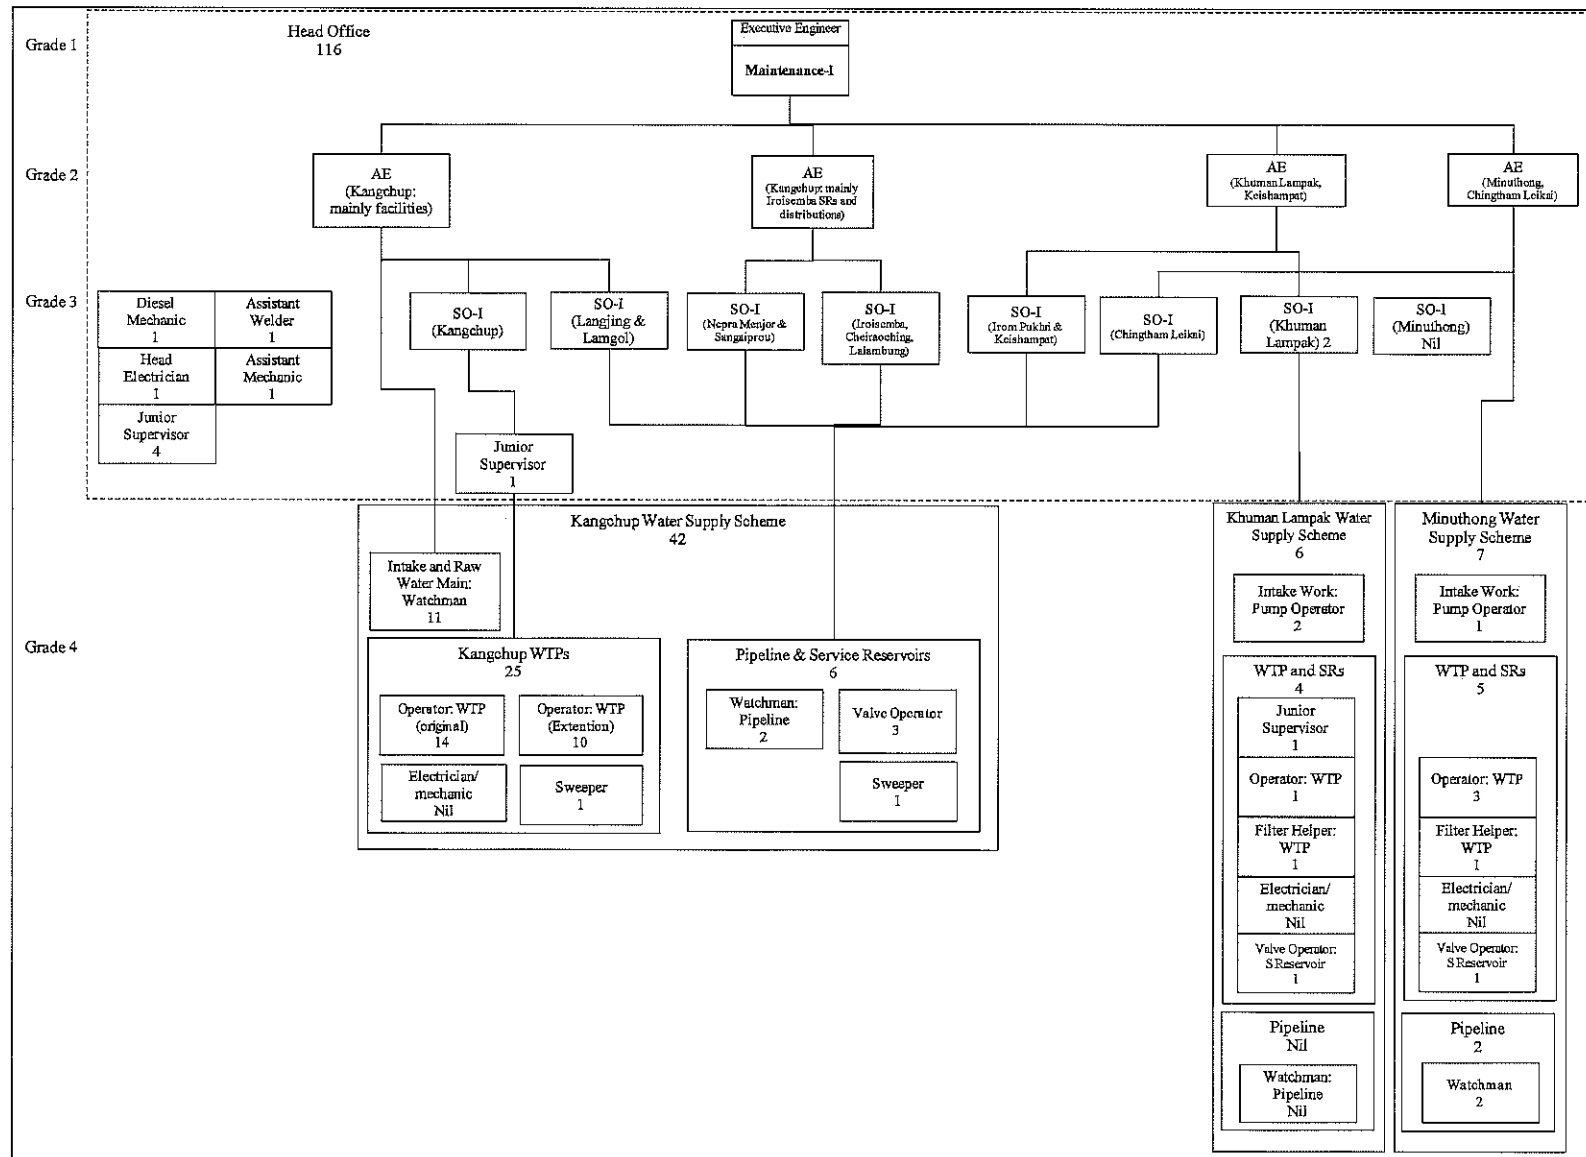 Grade 1
Head Office
116
Executive Engineer
Maintenance-I
Grade 2
AE
(Kangchup:
mainly facilities)
AE
(Kangchup: mainly
Iroisemba SRs and
distributions)
AE
(Khuman Lampak,
Keishampat)
AE
(Minuthong,
Chingtham Leikai)
Grade 3
Diesel
Mechanic
1
Assistant
Welder
1
Head
Electrician
1
Assistant
Mechanic
1
Junior
Supervisor
4
SO-I
(Kangchup)
SO-I
(Langjing &
Lamgol)
SO-I
(Nepra Menjor &
Sangaiprou)
SO-I
(Iroisemba,
Cheiraoching,
Lalambung)
SO-I
(Irom Pukhri &
Keishampat)
SO-I
(Chingtham Leikai)
SO-I
(Khuman
Lampak) 2
SO-I
(Minuthong)
Nil
Junior
Supervisor
1
Grade 4
Kangchup Water Supply Scheme
42
Intake and Raw
Water Main:
Watchman
11
Kangchup WTPs
25
Operator: WTP
(original)
14
Operator: WTP
(Extention)
10
Electrician/
mechanic
Nil
Sweeper
1
Pipeline & Service Reservoirs
6
Watchman:
Pipeline
2
Valve Operator
3
Sweeper
1
Khuman Lampak Water
Supply Scheme
6
Intake Work:
Pump Operator
2
WTP and SRs
4
Junior
Supervisor
1
Operator: WTP
1
Filter Helper:
WTP
1
Electrician/
mechanic
Nil
Valve Operator:
S Reservoir
1
Pipeline
Nil
Watchman:
Pipeline
Nil
Minuthong Water
Supply Scheme
7
Intake Work:
Pump Operator
1
WTP and SRs
5
Operator: WTP
3
Filter Helper:
WTP
1
Electrician/
mechanic
Nil
Valve Operator:
S Reservoir
1
Pipeline
2
Watchman
2